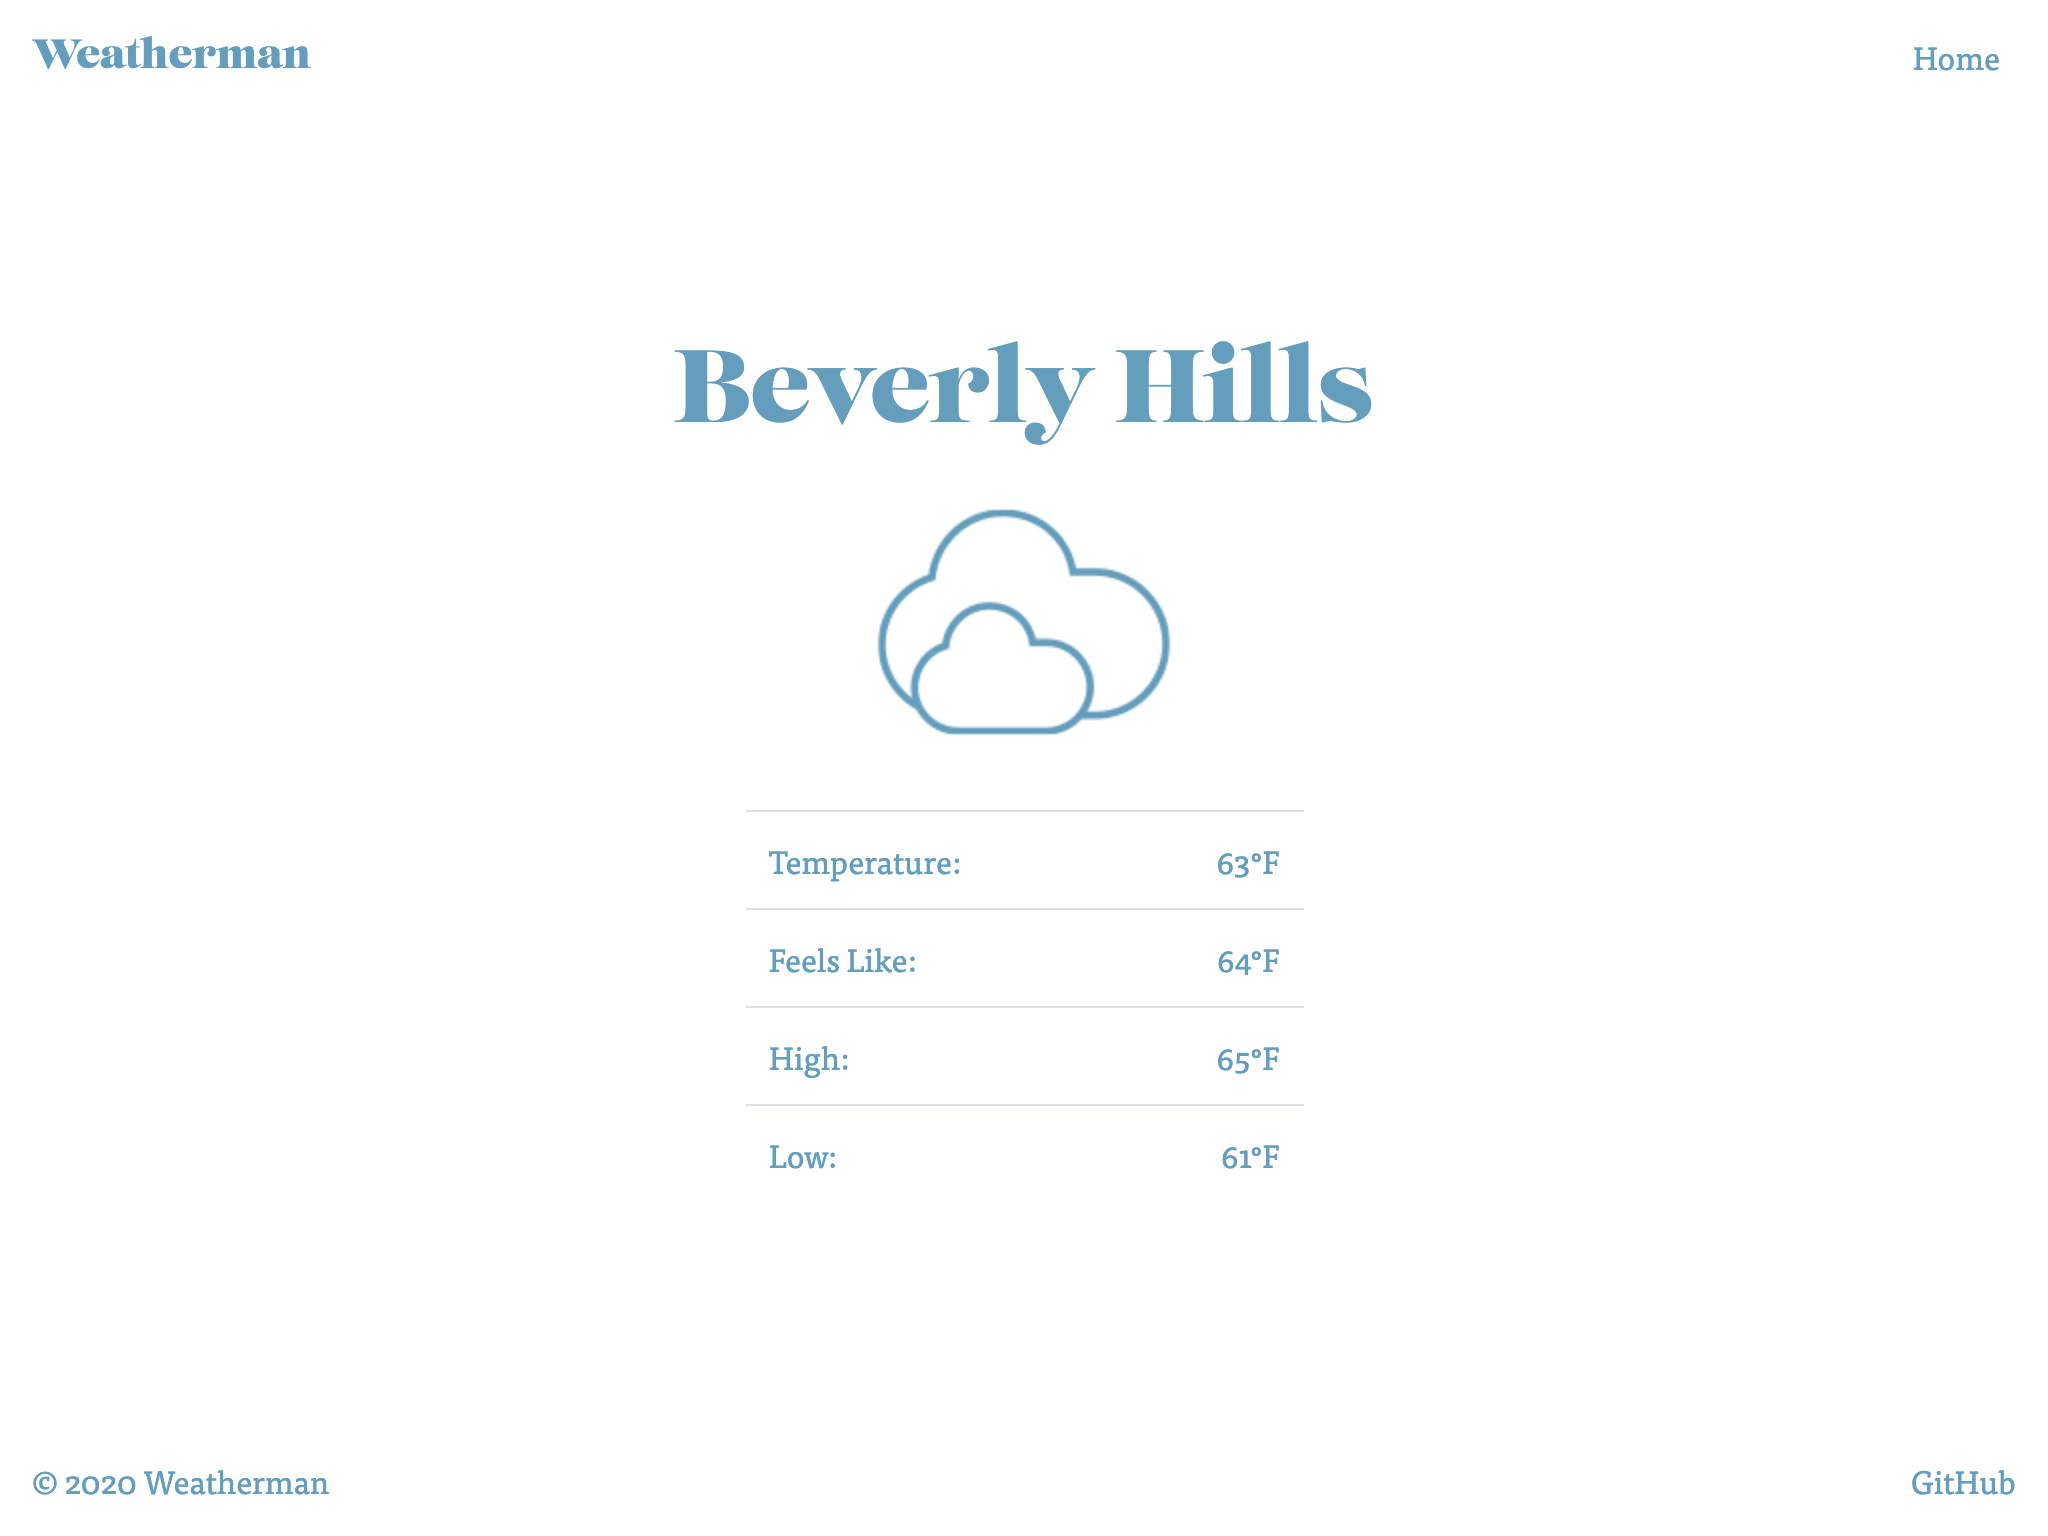 Weatherman
Home
Beverly Hills
Temperature: 63°F
Feels Like: 64°F
High: 65°F
Low: 61°F
© 2020 Weatherman
GitHub